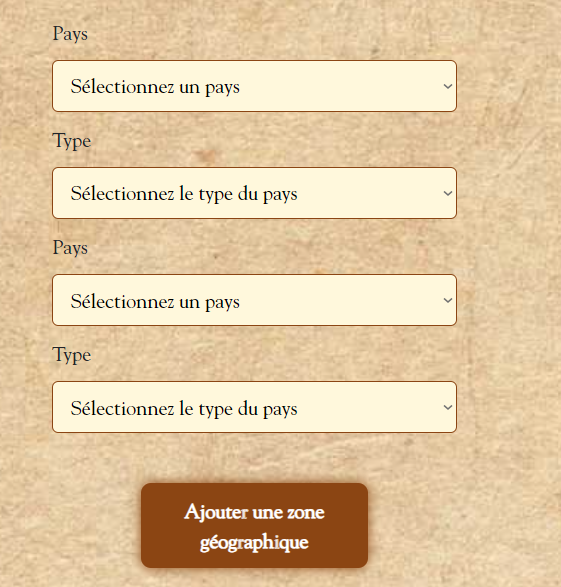 Pays
Sélectionnez un pays
Type
Sélectionnez le type du pays
Pays
Sélectionnez un pays
Type
Sélectionnez le type du pays
Ajouter une zone
géographique